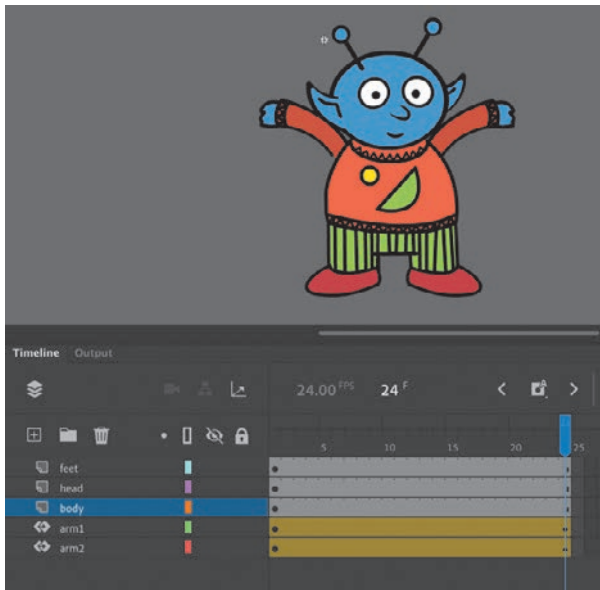 Timeline Output
24.00 FPS 24 F
5 10 15 20 25
feet
head
body
arm1
arm2